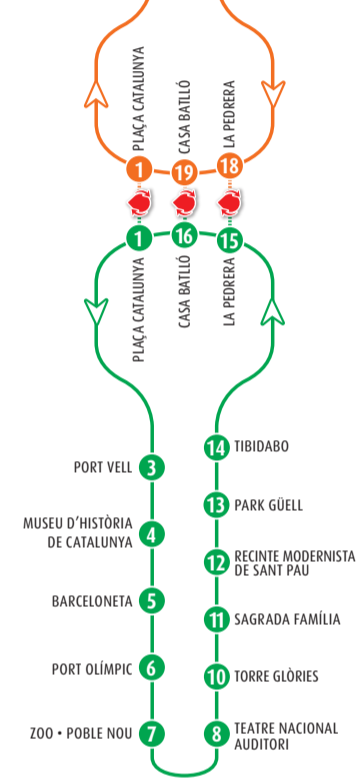 PLAÇA CATALUNYA
CASA BATLLÓ
LA PEDRERA
1
19
18
1
16
15
PLAÇA CATALUNYA
CASA BATLLÓ
LA PEDRERA
14 TIBIDABO
PORT VELL 3
13 PARK GÜELL
MUSEU D'HISTÒRIA
DE CATALUNYA
4
12
RECINTE MODERNISTA
DE SANT PAU
BARCELONETA 5
11 SAGRADA FAMÍLIA
PORT OLÍMPIC 6
10 TORRE GLÒRIES
ZOO • POBLE NOU 7
8
TEATRE NACIONAL
AUDITORI